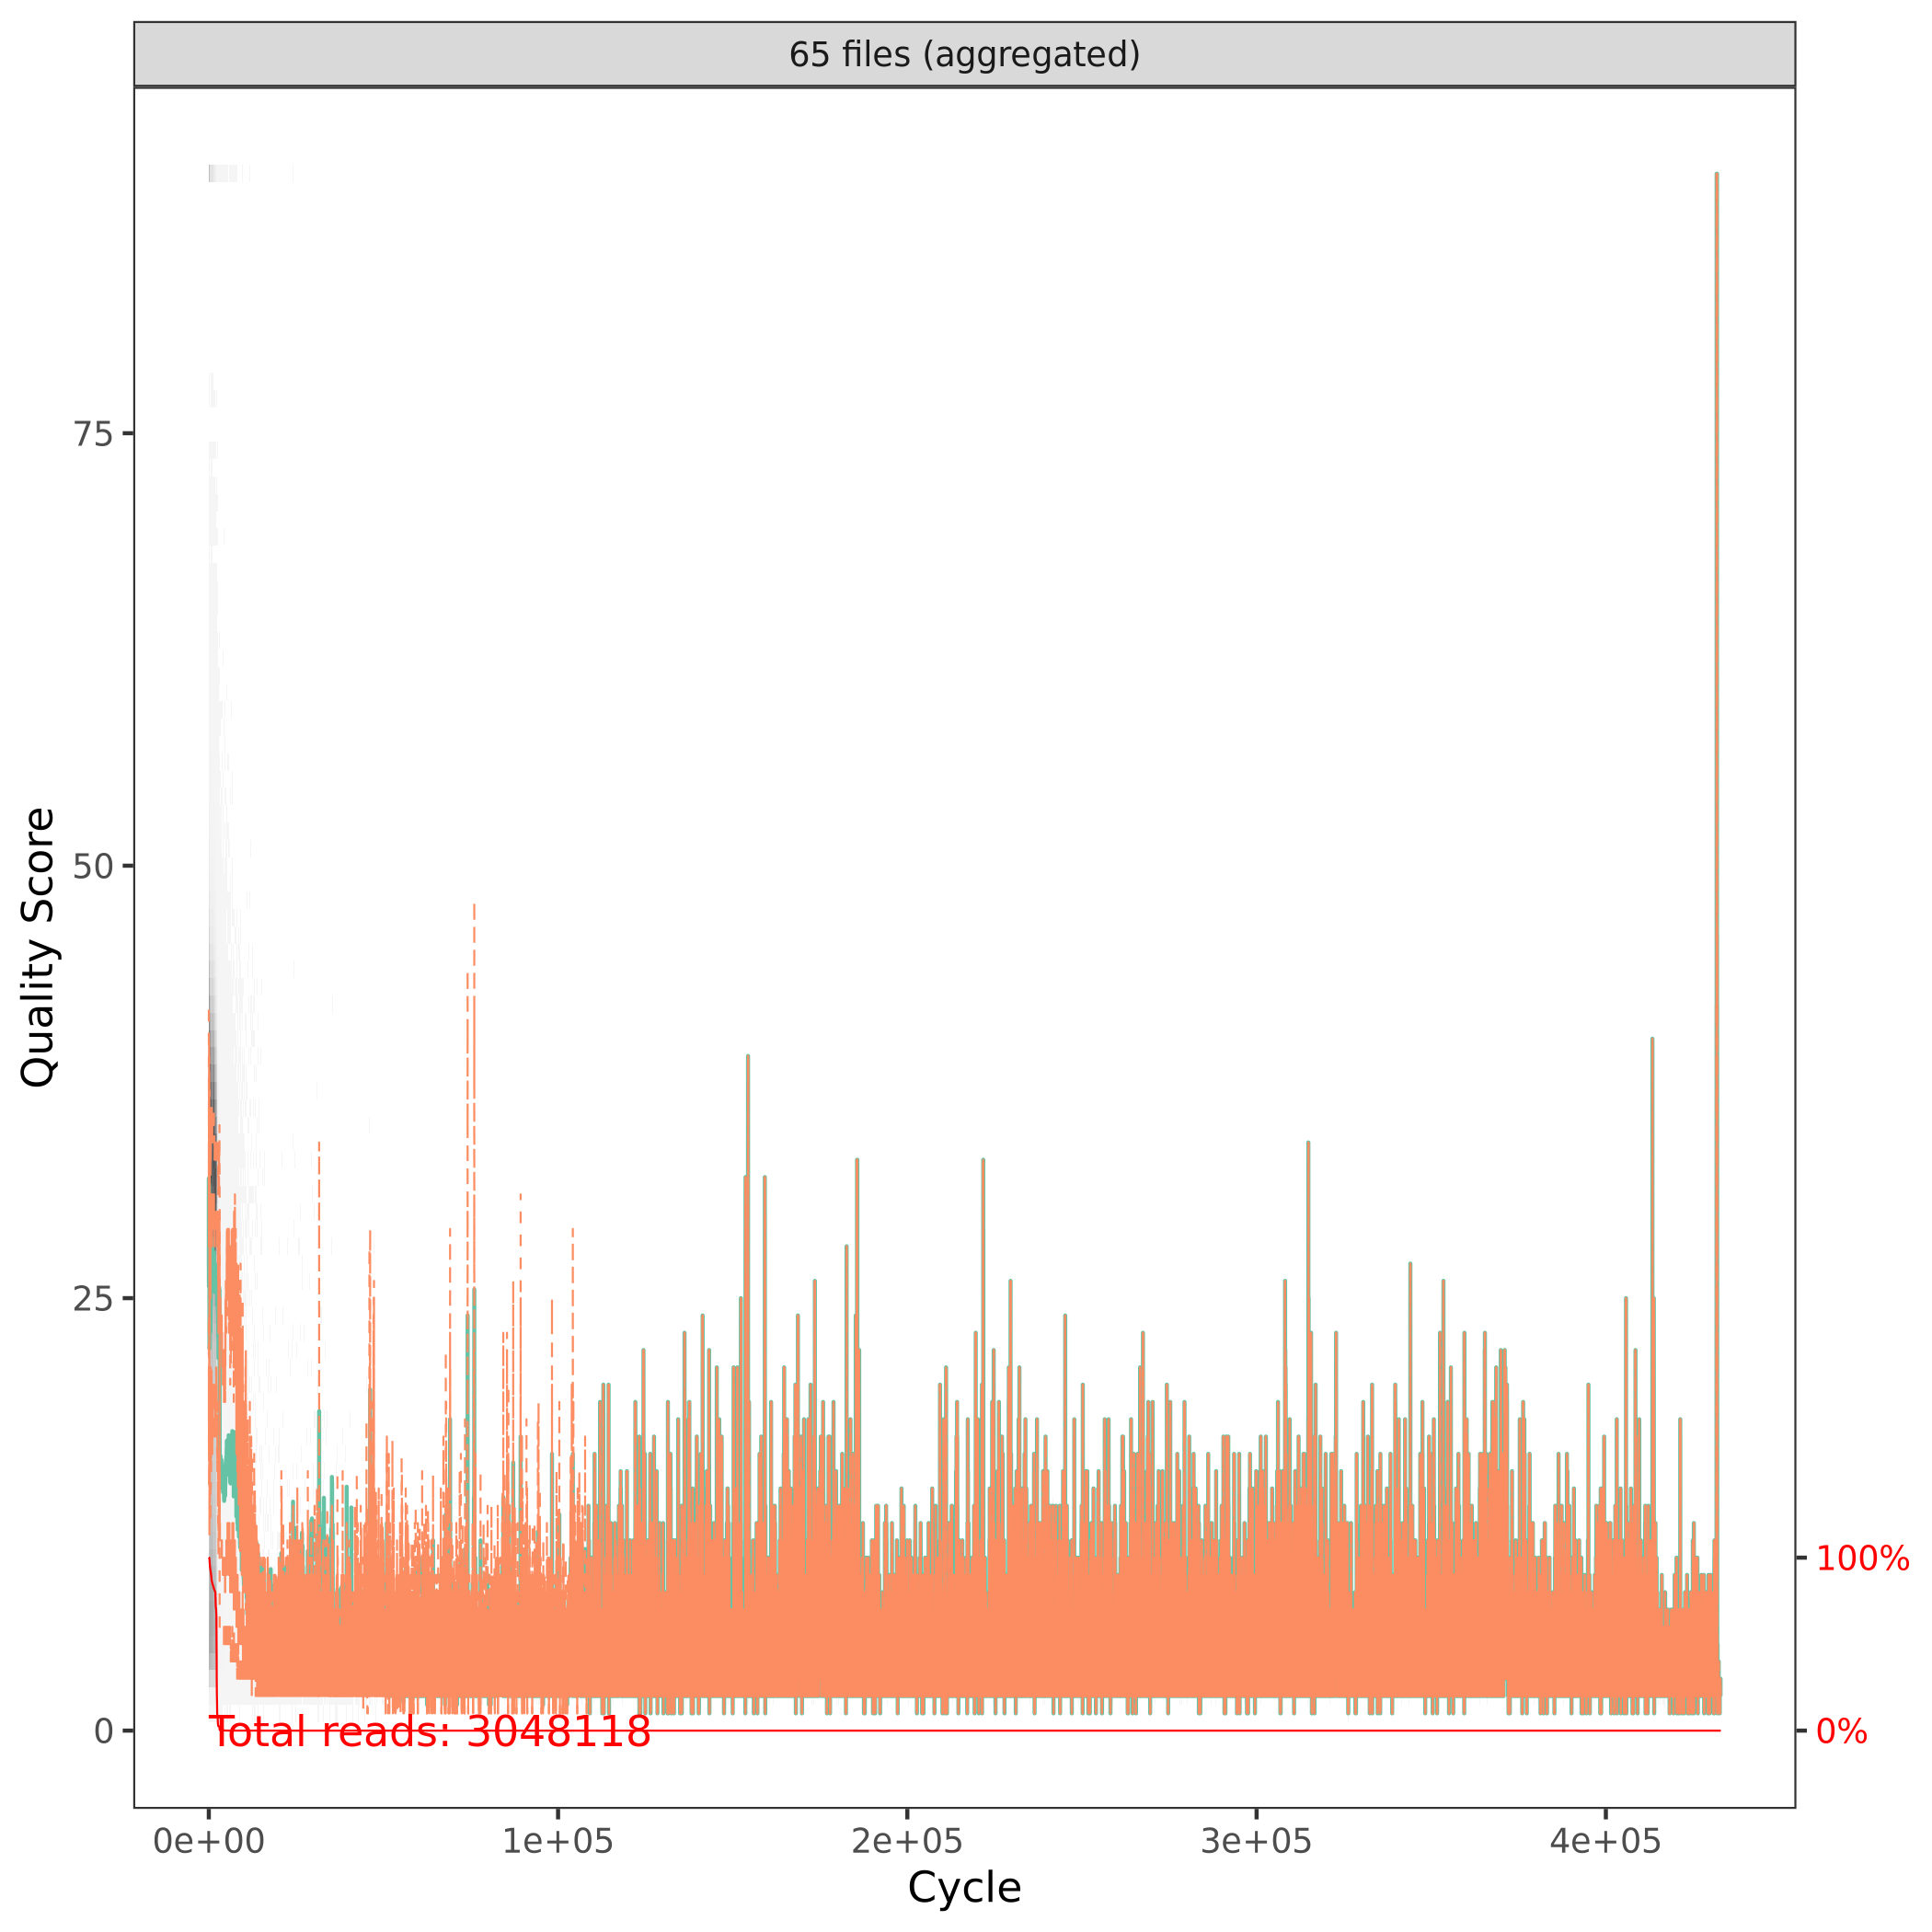 65 files (aggregated)
Quality Score
75
50
25
0
100%
0%
Total reads: 3048118
0e+00 1e+05 2e+05 3e+05 4e+05
Cycle